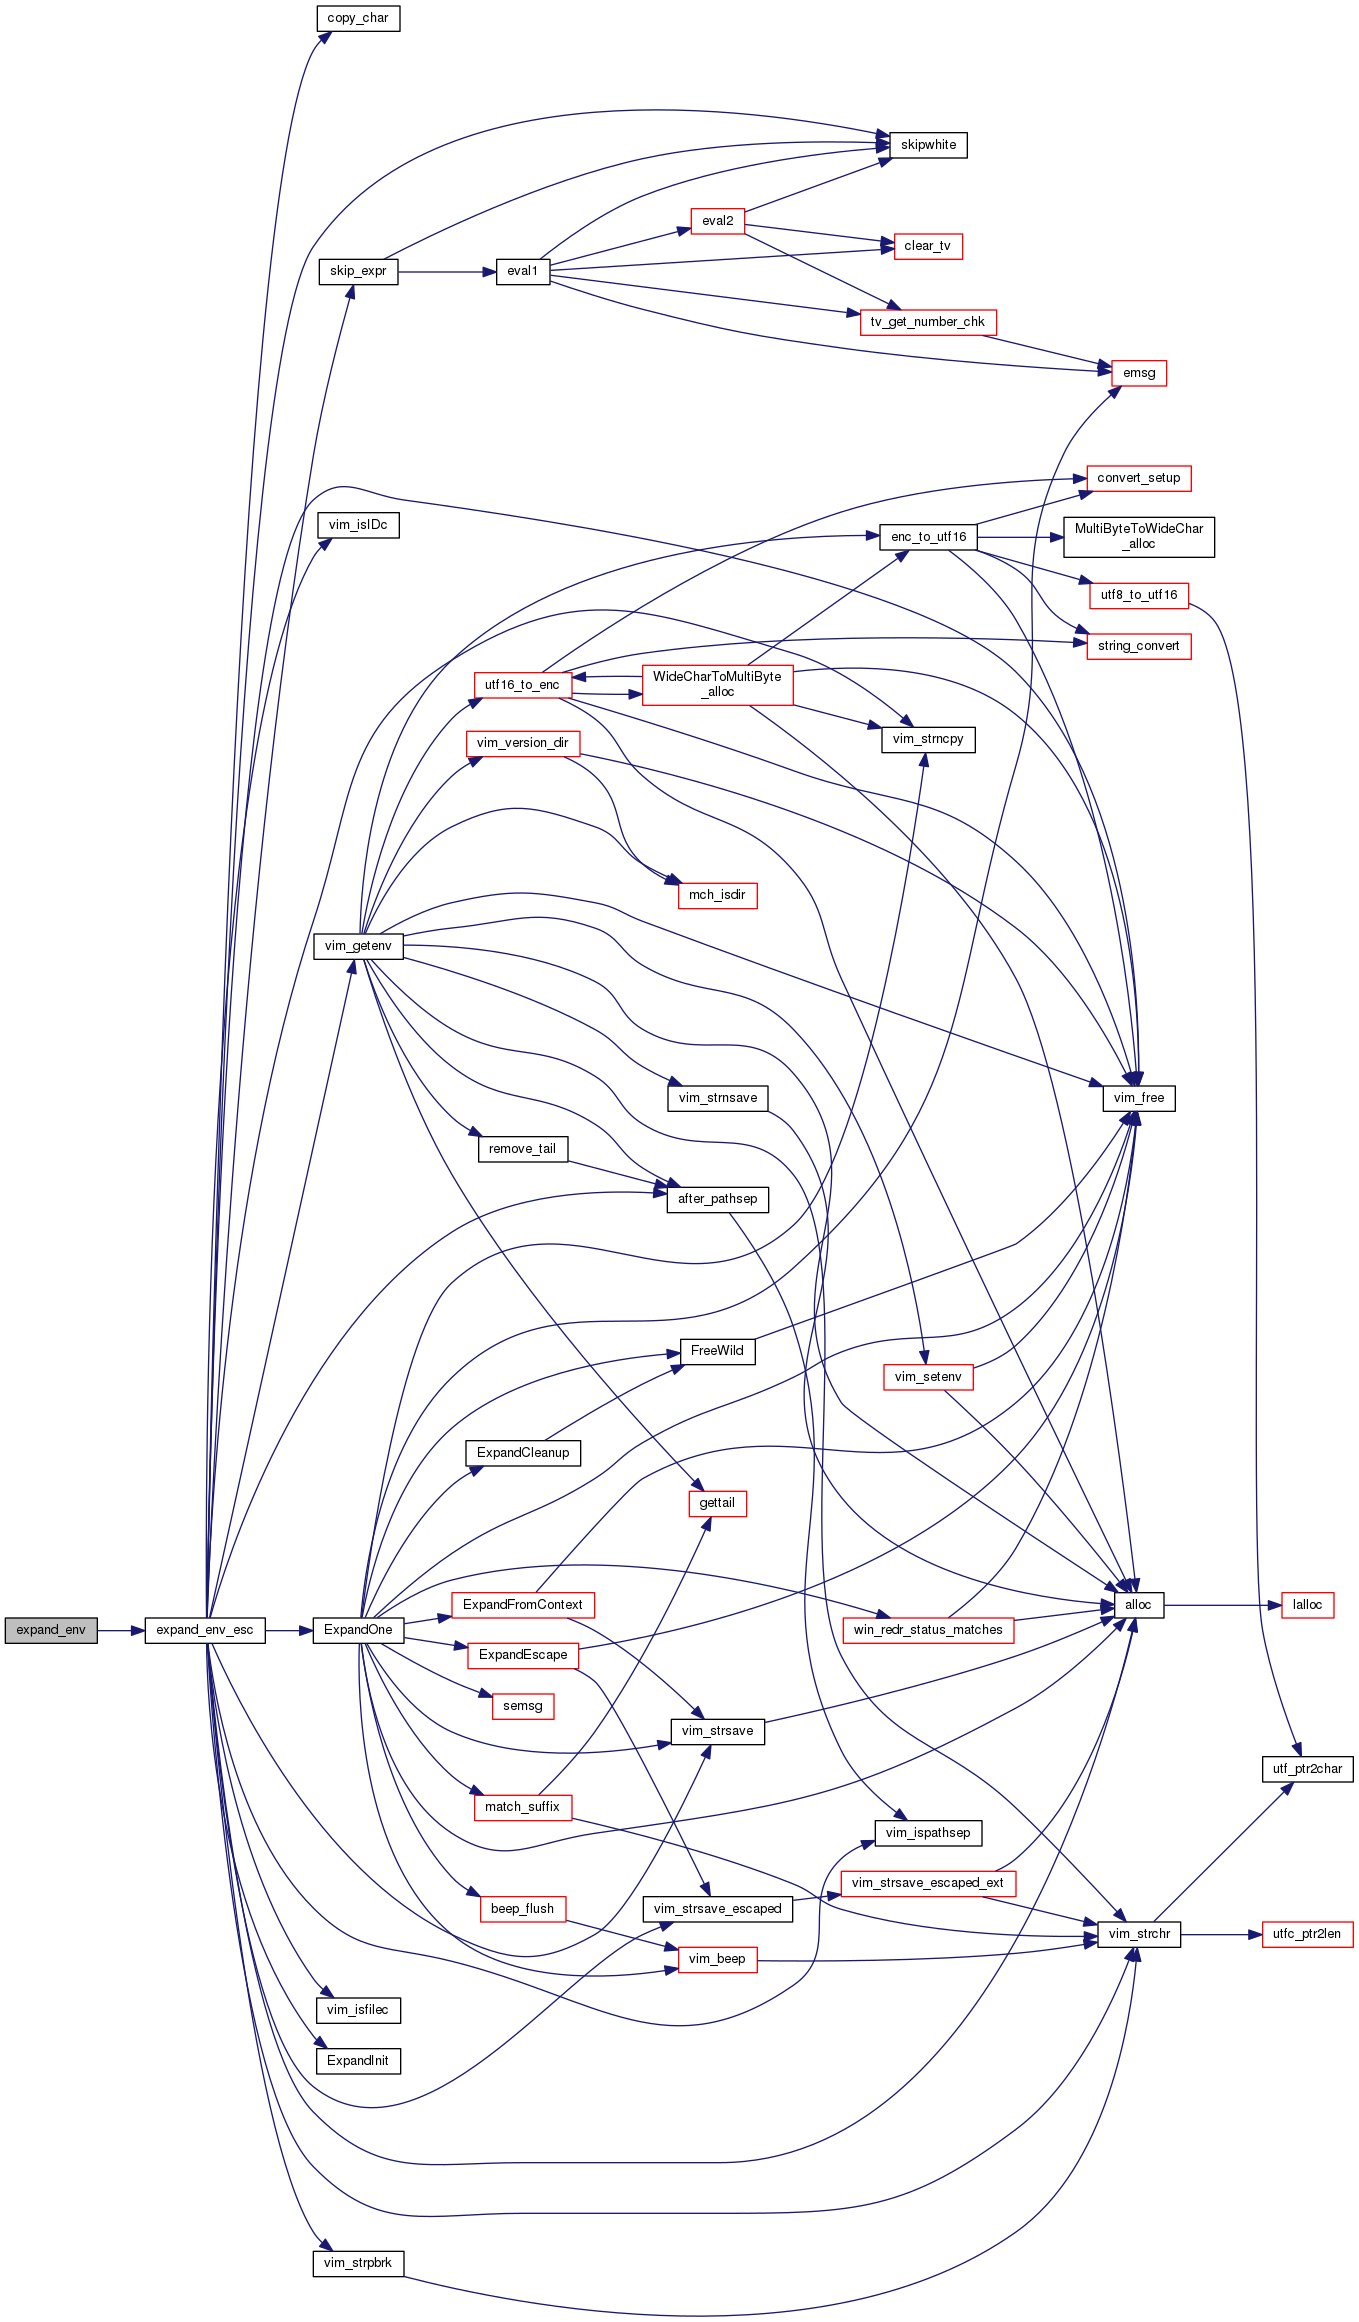 copy_char
skipwhite
eval2
clear_tv
skip_expr
eval1
tv_get_number_chk
emsg
convert_setup
vim_isIDc
enc_to_utf16
MultiByteToWideChar
_alloc
utf8_to_utf16
string_convert
utf16_to_enc
WideCharToMultiByte
_alloc
vim_version_dir
vim_strncpy
mch_isdir
vim_getenv
vim_strnsave
vim_free
remove_tail
after_pathsep
FreeWild
vim_setenv
ExpandCleanup
gettail
ExpandFromContext
alloc
lalloc
expand_env
expand_env_esc
ExpandOne
win_redr_status_matches
ExpandEscape
semsg
vim_strsave
utf_ptr2char
match_suffix
vim_ispathsep
vim_strsave_escaped_ext
beep_flush
vim_strsave_escaped
vim_strchr
utfc_ptr2len
vim_beep
vim_isfilec
ExpandInit
vim_strpbrk